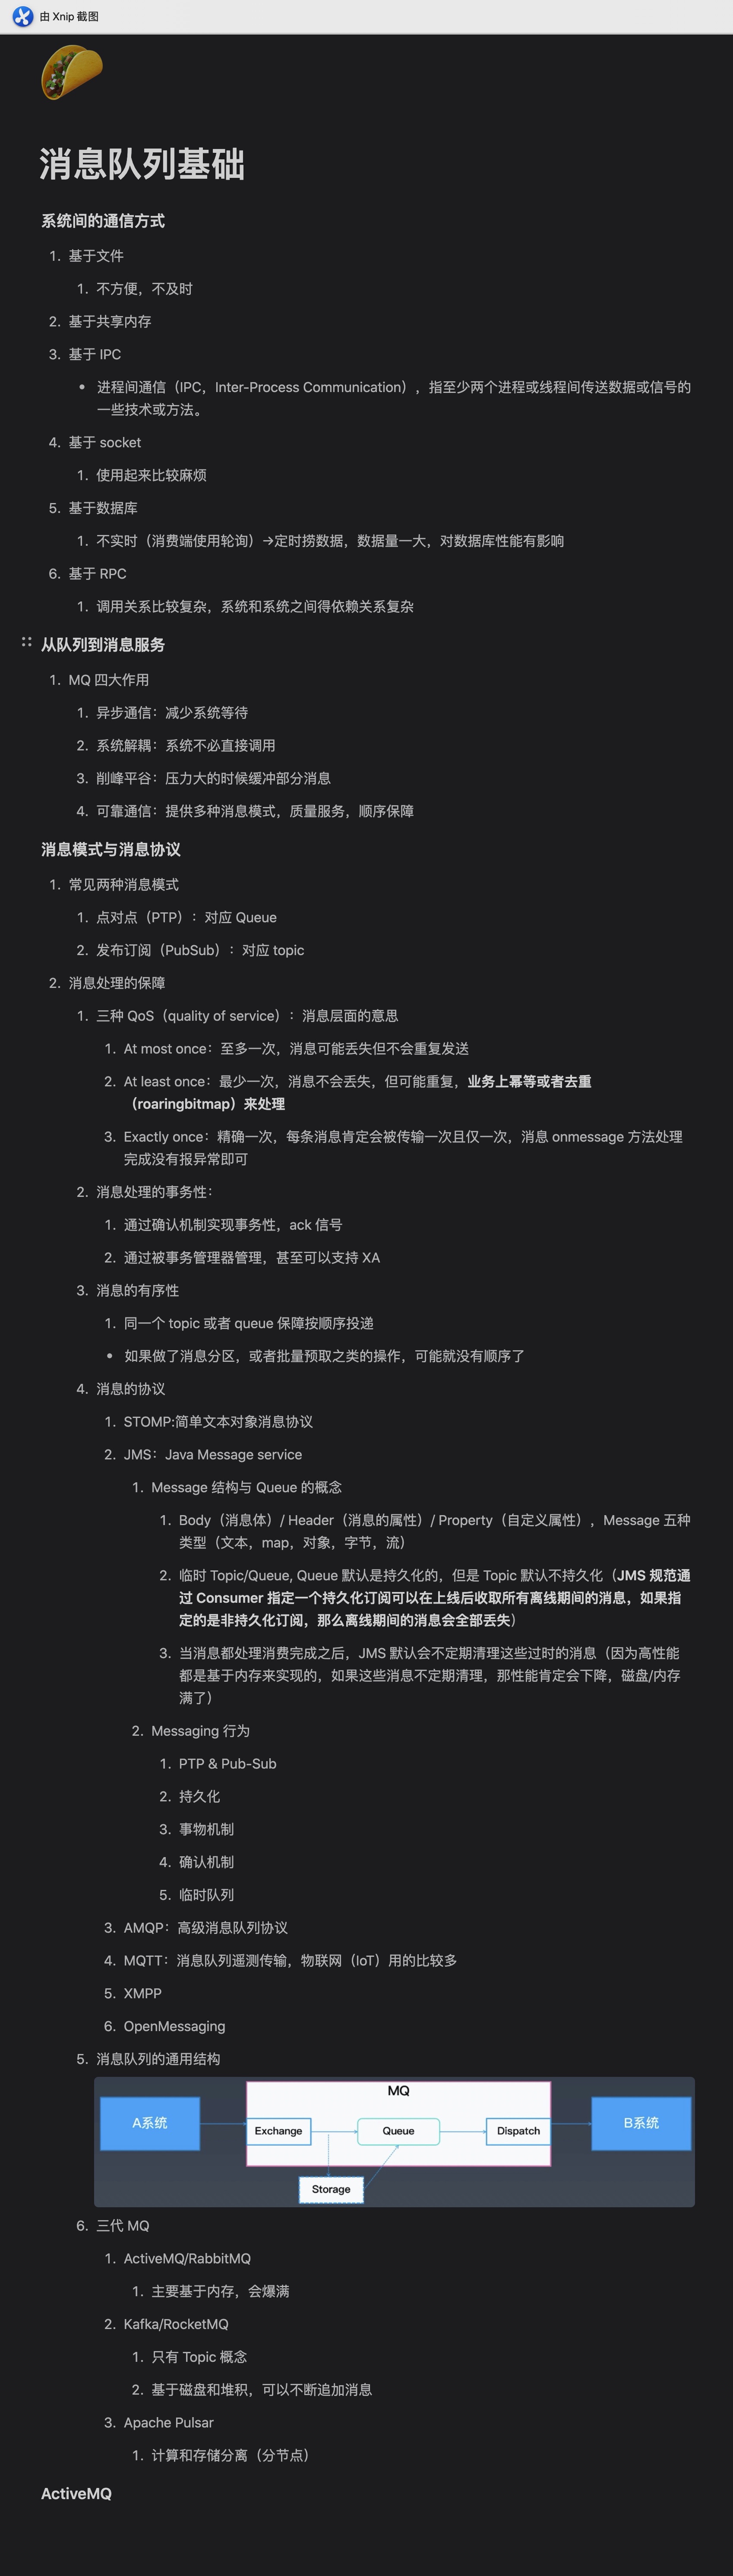 由 Xnip 截图
消息队列基础
系统间的通信方式
1. 基于文件
1. 不方便，不及时
2. 基于共享内存
3. 基于 IPC
• 进程间通信（IPC，Inter-Process Communication），指至少两个进程或线程间传送数据或信号的
一些技术或方法。
4. 基于 socket
1. 使用起来比较麻烦
5. 基于数据库
1. 不实时（消费端使用轮询）→定时捞数据，数据量一大，对数据库性能有影响
6. 基于 RPC
1. 调用关系比较复杂，系统和系统之间得依赖关系复杂
从队列到消息服务
1. MQ 四大作用
1. 异步通信：减少系统等待
2. 系统解耦：系统不必直接调用
3. 削峰平谷：压力大的时候缓冲部分消息
4. 可靠通信：提供多种消息模式，质量服务，顺序保障
消息模式与消息协议
1. 常见两种消息模式
1. 点对点（PTP）：对应 Queue
2. 发布订阅（PubSub）：对应 topic
2. 消息处理的保障
1. 三种 QoS（quality of service）：消息层面的意思
1. At most once：至多一次，消息可能丢失但不会重复发送
2. At least once：最少一次，消息不会丢失，但可能重复，业务上幂等或者去重
（roaringbitmap）来处理
3. Exactly once：精确一次，每条消息肯定会被传输一次且仅一次，消息 onmessage 方法处理
完成没有报异常即可
2. 消息处理的事务性：
1. 通过确认机制实现事务性，ack 信号
2. 通过被事务管理器管理，甚至可以支持 XA
3. 消息的有序性
1. 同一个 topic 或者 queue 保障按顺序投递
• 如果做了消息分区，或者批量预取之类的操作，可能就没有顺序了
4. 消息的协议
1. STOMP:简单文本对象消息协议
2. JMS：Java Message service
1. Message 结构与 Queue 的概念
1. Body（消息体）/ Header（消息的属性）/ Property（自定义属性），Message 五种
类型（文本，map，对象，字节，流）
2. 临时 Topic/Queue, Queue 默认是持久化的，但是 Topic 默认不持久化（JMS 规范通
过 Consumer 指定一个持久化订阅可以在上线后收取所有离线期间的消息，如果指
定的是非持久化订阅，那么离线期间的消息会全部丢失）
3. 当消息都处理消费完成之后，JMS 默认会不定期清理这些过时的消息（因为高性能
都是基于内存来实现的，如果这些消息不定期清理，那性能肯定会下降，磁盘/内存
满了）
2. Messaging 行为
1. PTP & Pub-Sub
2. 持久化
3. 事物机制
4. 确认机制
5. 临时队列
3. AMQP：高级消息队列协议
4. MQTT：消息队列遥测传输，物联网（IoT）用的比较多
5. XMPP
6. OpenMessaging
5. 消息队列的通用结构
MQ
A系统
Exchange
Queue
Dispatch
B系统
Storage
6. 三代 MQ
1. ActiveMQ/RabbitMQ
1. 主要基于内存，会爆满
2. Kafka/RocketMQ
1. 只有 Topic 概念
2. 基于磁盘和堆积，可以不断追加消息
3. Apache Pulsar
1. 计算和存储分离（分节点）
ActiveMQ